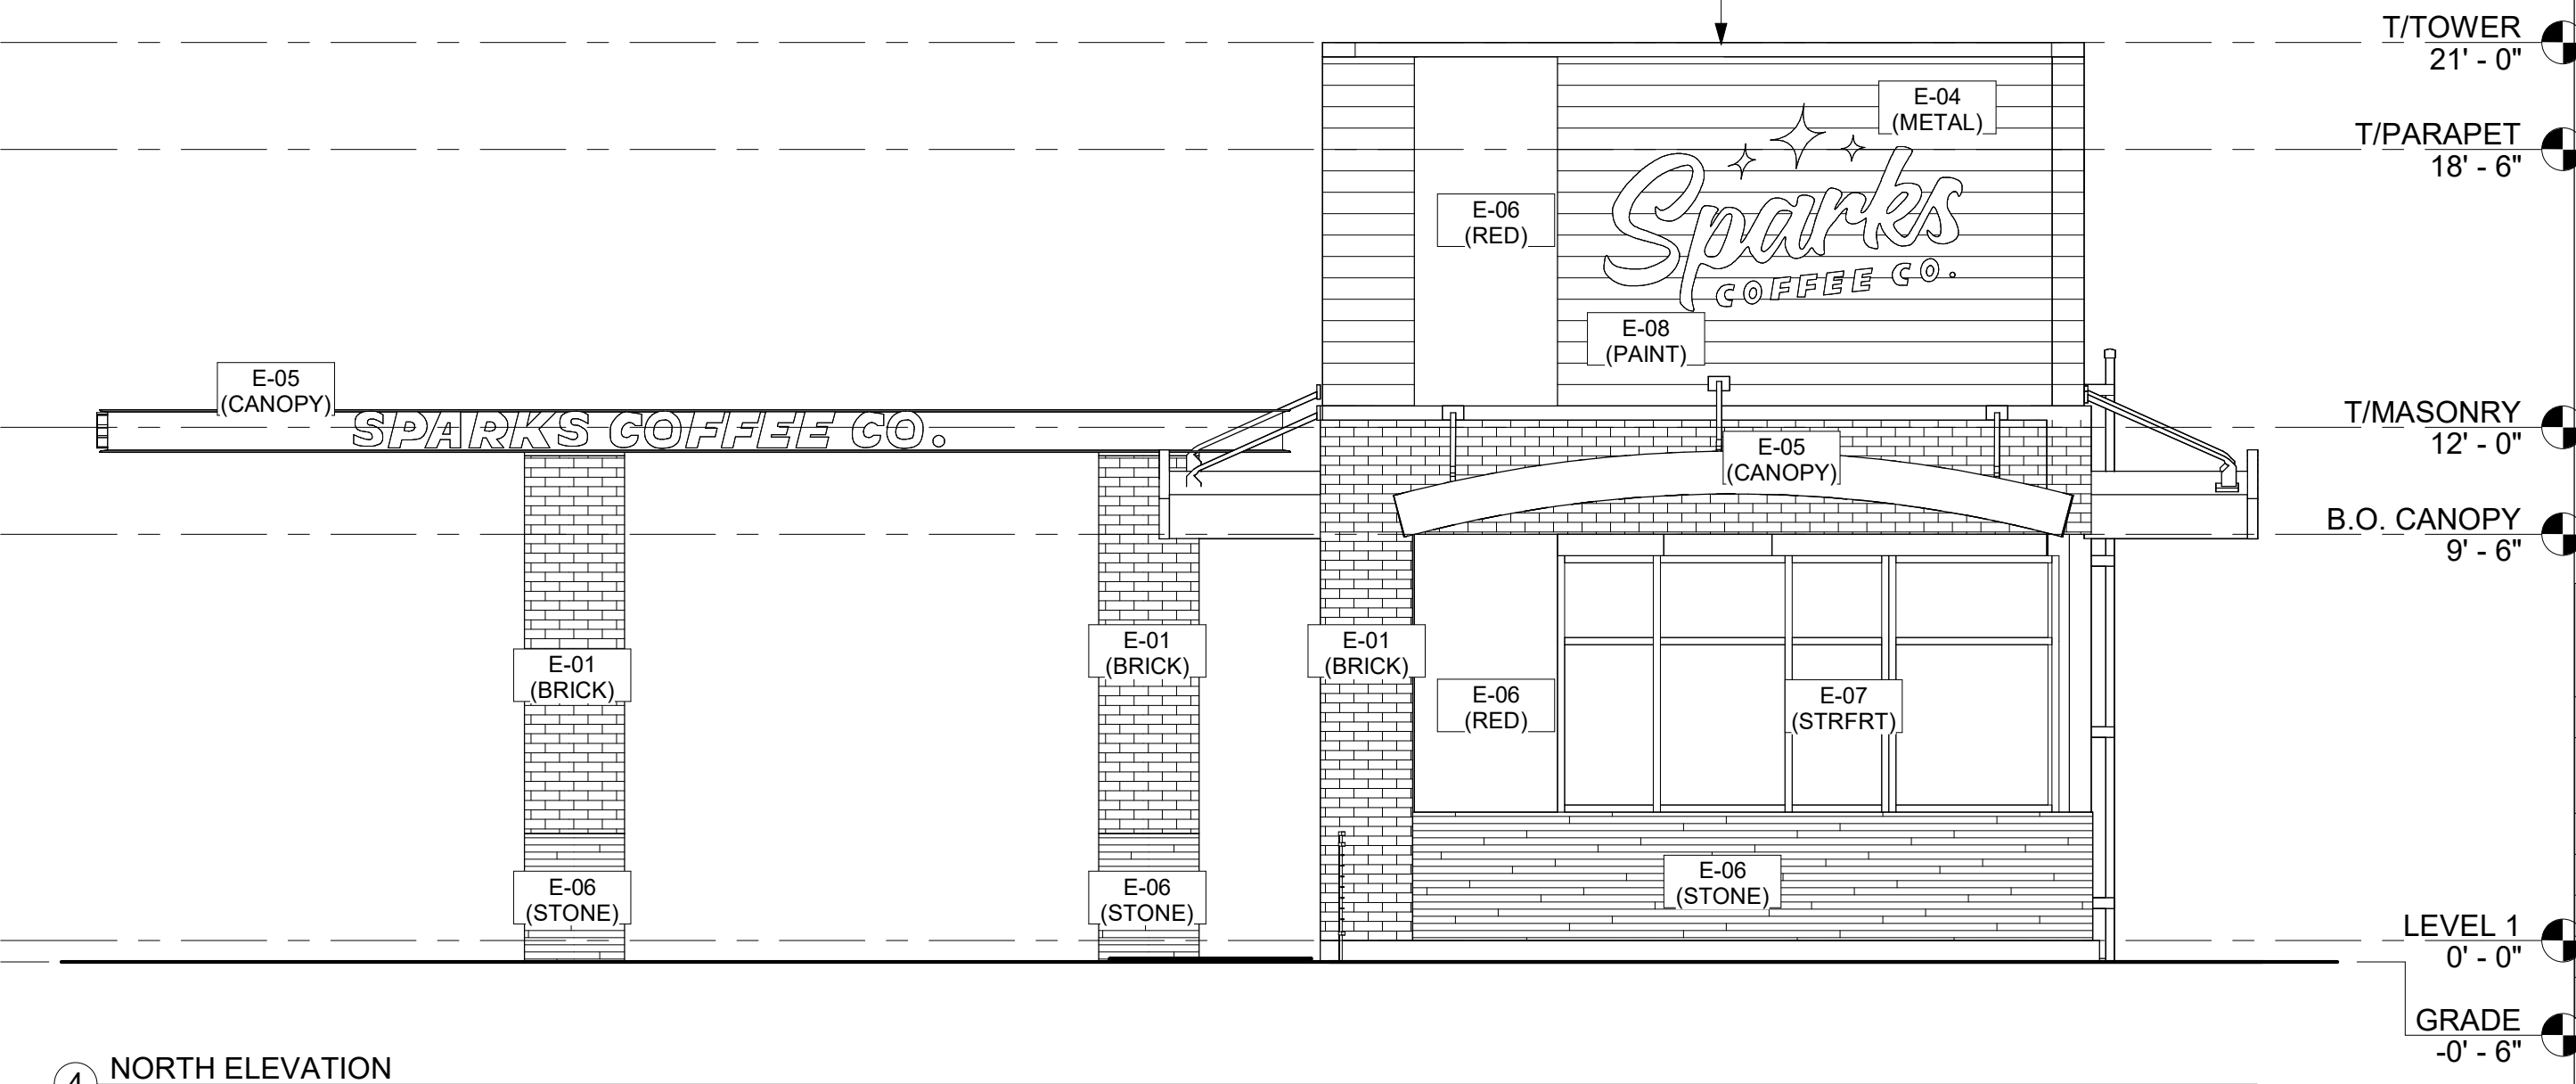 T/TOWER
21' - 0"
E-04
(METAL)
T/PARAPET
18' - 6"
Sparks
COFFEE CO.
E-06
(RED)
E-08
(PAINT)
E-05
(CANOPY)
SPARKS COFFEE CO.
T/MASONRY
12' - 0"
E-05
(CANOPY)
B.O. CANOPY
9' - 6"
E-01
(BRICK)
E-01
(BRICK)
E-01
(BRICK)
E-06
(RED)
E-07
(STRFRT)
E-06
(STONE)
E-06
(STONE)
E-06
(STONE)
LEVEL 1
0' - 0"
GRADE
-0' - 6"
4 NORTH ELEVATION